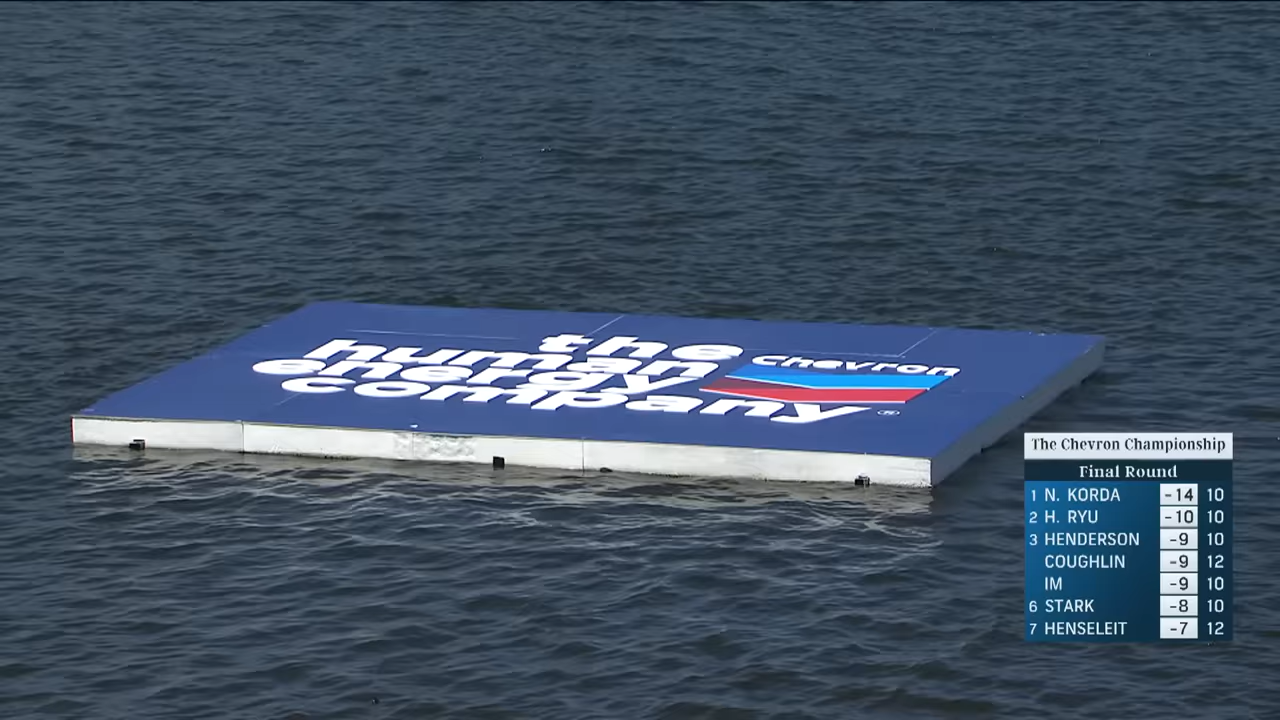 the
human
energy
company
Chevron
®
The Chevron Championship
Final Round
1 N. KORDA -14 10
2 H. RYU -10 10
3 HENDERSON -9 10
COUGHLIN -9 12
IM -9 10
6 STARK -8 10
7 HENSELEIT -7 12